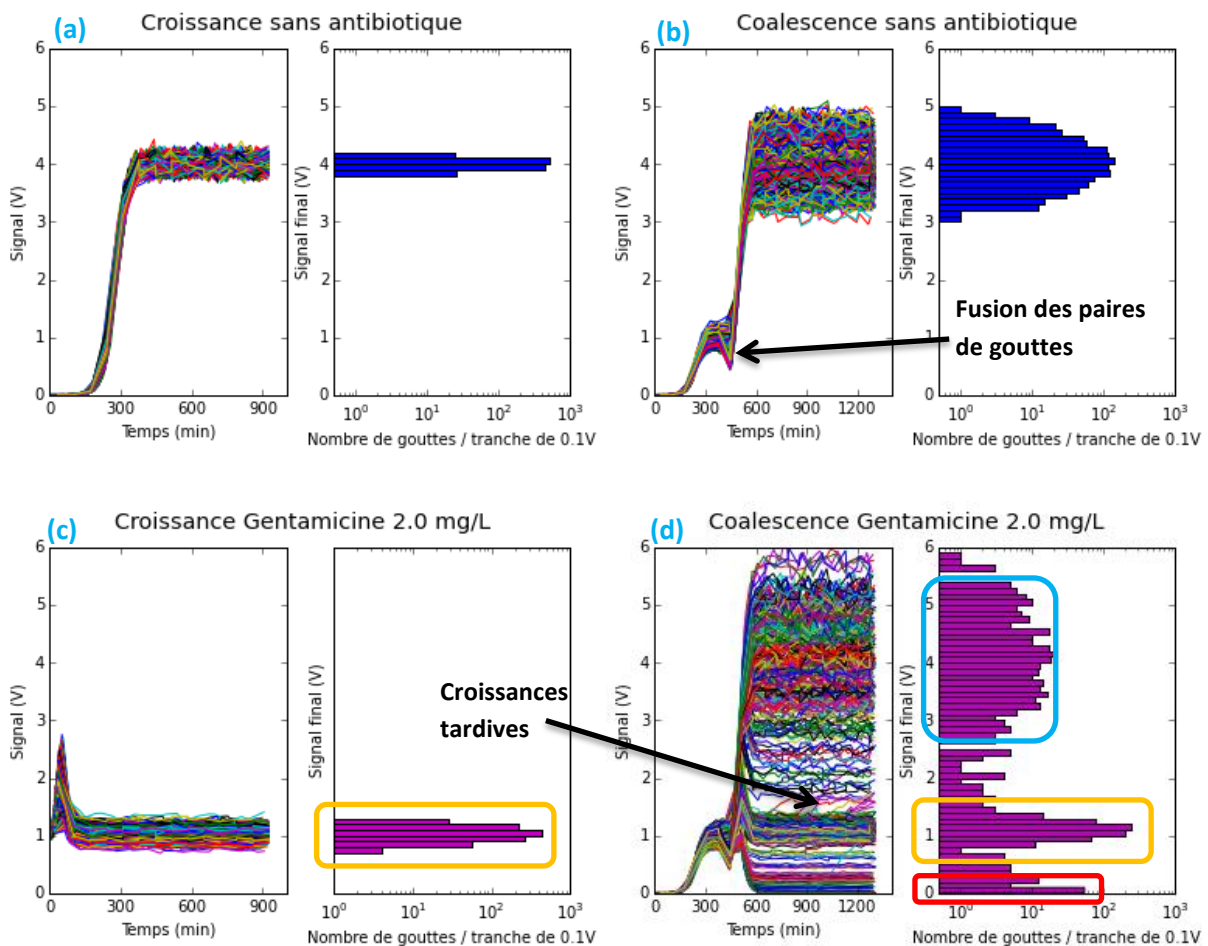 (a) Croissance sans antibiotique
6
5
4
3
2
1
0
Signal (V)
0 300 600 900
Temps (min)
6
5
4
3
2
1
0
Signal final (V)
10⁰ 10¹ 10² 10³
Nombre de gouttes / tranche de 0.1V
(b) Coalescence sans antibiotique
6
5
4
3
2
1
0
Signal (V)
0 300 600 900 1200
Temps (min)
6
5
4
3
2
1
0
Signal final (V)
Fusion des paires
de gouttes
10⁰ 10¹ 10² 10³
Nombre de gouttes / tranche de 0.1V
(c) Croissance Gentamicine 2.0 mg/L
6
5
4
3
2
1
0
Signal (V)
0 300 600 900
Temps (min)
6
5
4
3
2
1
0
Signal final (V)
10⁰ 10¹ 10² 10³
Nombre de gouttes / tranche de 0.1V
Croissances
tardives
(d) Coalescence Gentamicine 2.0 mg/L
6
5
4
3
2
1
0
Signal (V)
0 300 600 900 1200
Temps (min)
6
5
4
3
2
1
0
Signal final (V)
10⁰ 10¹ 10² 10³
Nombre de gouttes / tranche de 0.1V